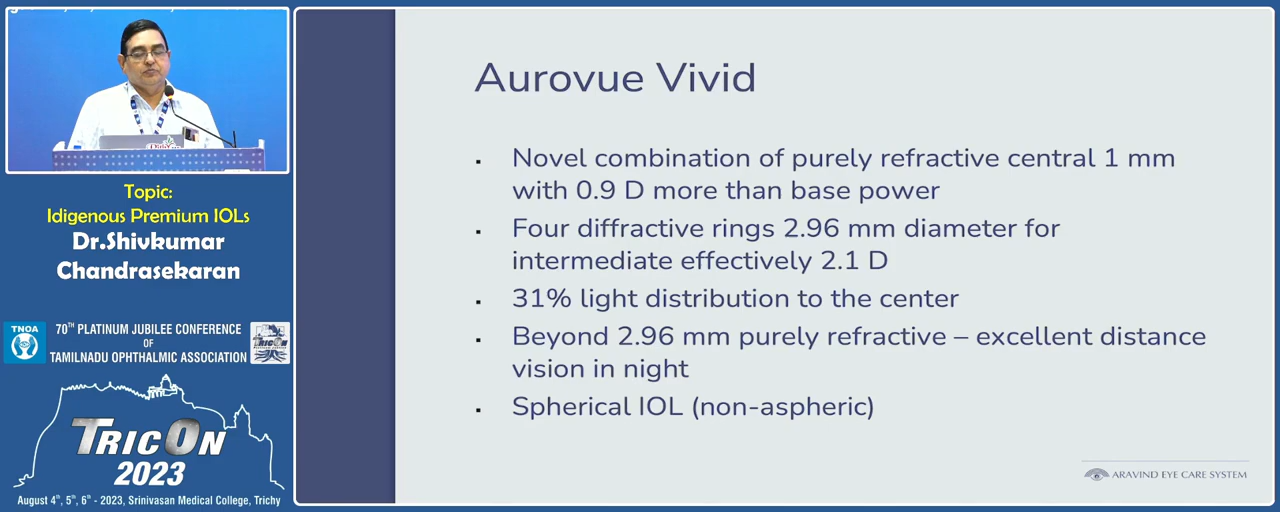 Topic:
Idigenous Premium IOLs
Dr.Shivkumar
Chandrasekaran
TNOA
70TH PLATINUM JUBILEE CONFERENCE
OF
TAMILNADU OPHTHALMIC ASSOCIATION
TRICON
TRICON
2023
August 4th, 5th, 6th - 2023, Srinivasan Medical College, Trichy
Aurovue Vivid
▪ Novel combination of purely refractive central 1 mm
with 0.9 D more than base power
▪ Four diffractive rings 2.96 mm diameter for
intermediate effectively 2.1 D
▪ 31% light distribution to the center
▪ Beyond 2.96 mm purely refractive – excellent distance
vision in night
▪ Spherical IOL (non-aspheric)
ARAVIND EYE CARE SYSTEM